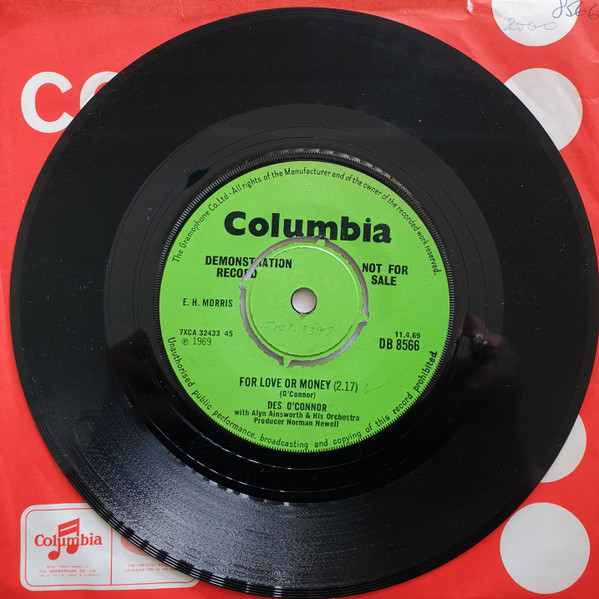 8566
2000
CO
The Gramophone Co. Ltd · All rights of the Manufacturer and of the owner of the recorded work reserved.
Columbia
DEMONSTRATION
RECORD
NOT FOR
SALE
E. H. MORRIS
7XCA 32433 45
℗ 1969
11.4.69
DB 8566
FOR LOVE OR MONEY (2.17)
(O'Connor)
DES O'CONNOR
with Alyn Ainsworth & His Orchestra
Producer Norman Newell
Unauthorised public performance, broadcasting and copying of this record prohibited.
Columbia